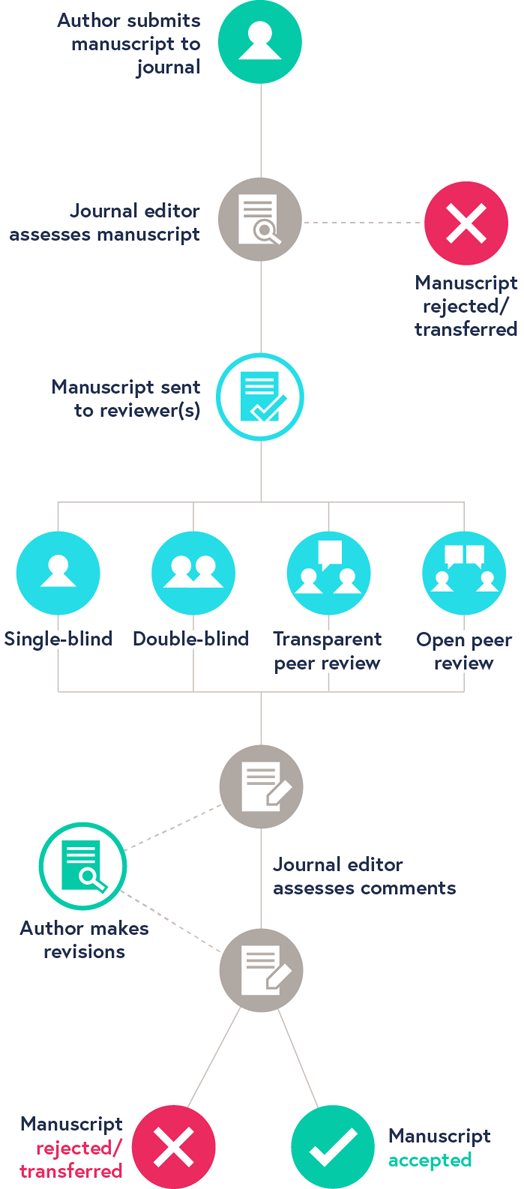 Author submits
manuscript to
journal
Journal editor
assesses manuscript
Manuscript
rejected/
transferred
Manuscript sent
to reviewer(s)
Single-blind
Double-blind
Transparent
peer review
Open peer
review
Journal editor
assesses comments
Author makes
revisions
Manuscript
rejected/
transferred
Manuscript
accepted